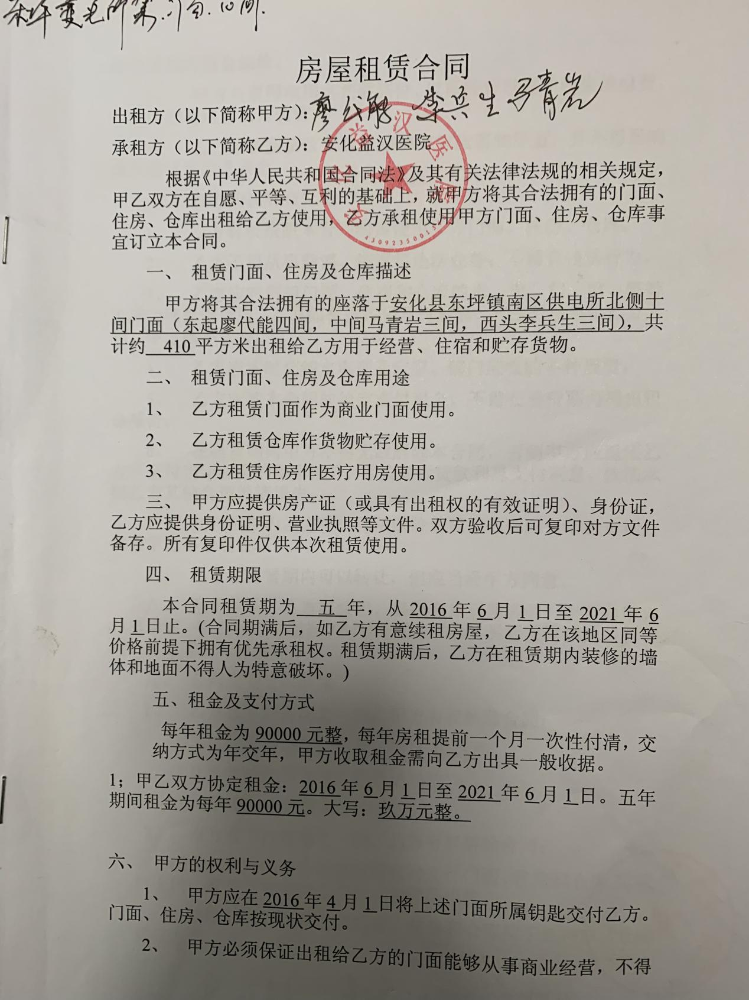 房屋租赁合同
出租方（以下简称甲方）：廖代能 李兵生 马青岩
承租方（以下简称乙方）：安化益汉医院
根据《中华人民共和国合同法》及其有关法律法规的相关规定，
甲乙双方在自愿、平等、互利的基础上，就甲方将其合法拥有的门面、
住房、仓库出租给乙方使用，乙方承租使用甲方门面、住房、仓库事
宜订立本合同。
安化益汉医院
一、 租赁门面、住房及仓库描述
甲方将其合法拥有的座落于安化县东坪镇南区供电所北侧十
间门面（东起廖代能四间，中间马青岩三间，西头李兵生三间），共
计约 410 平方米出租给乙方用于经营、住宿和贮存货物。
二、 租赁门面、住房及仓库用途
1、 乙方租赁门面作为商业门面使用。
2、 乙方租赁仓库作货物贮存使用。
3、 乙方租赁住房作医疗用房使用。
三、 甲方应提供房产证（或具有出租权的有效证明）、身份证，
乙方应提供身份证明、营业执照等文件。双方验收后可复印对方文件
备存。所有复印件仅供本次租赁使用。
四、 租赁期限
本合同租赁期为 五 年，从 2016 年 6 月 1 日至 2021 年 6
月 1 日止。(合同期满后，如乙方有意续租房屋，乙方在该地区同等
价格前提下拥有优先承租权。租赁期满后，乙方在租赁期内装修的墙
体和地面不得人为特意破坏。)
五、租金及支付方式
每年租金为 90000 元整，每年房租提前一个月一次性付清，交
纳方式为年交年，甲方收取租金需向乙方出具一般收据。
1；甲乙双方协定租金：2016 年 6 月 1 日至 2021 年 6 月 1 日。五年
期间租金为每年 90000 元。大写：玖万元整。
六、 甲方的权利与义务
1、 甲方应在 2016 年 4 月 1 日将上述门面所属钥匙交付乙方。
门面、住房、仓库按现状交付。
2、 甲方必须保证出租给乙方的门面能够从事商业经营，不得